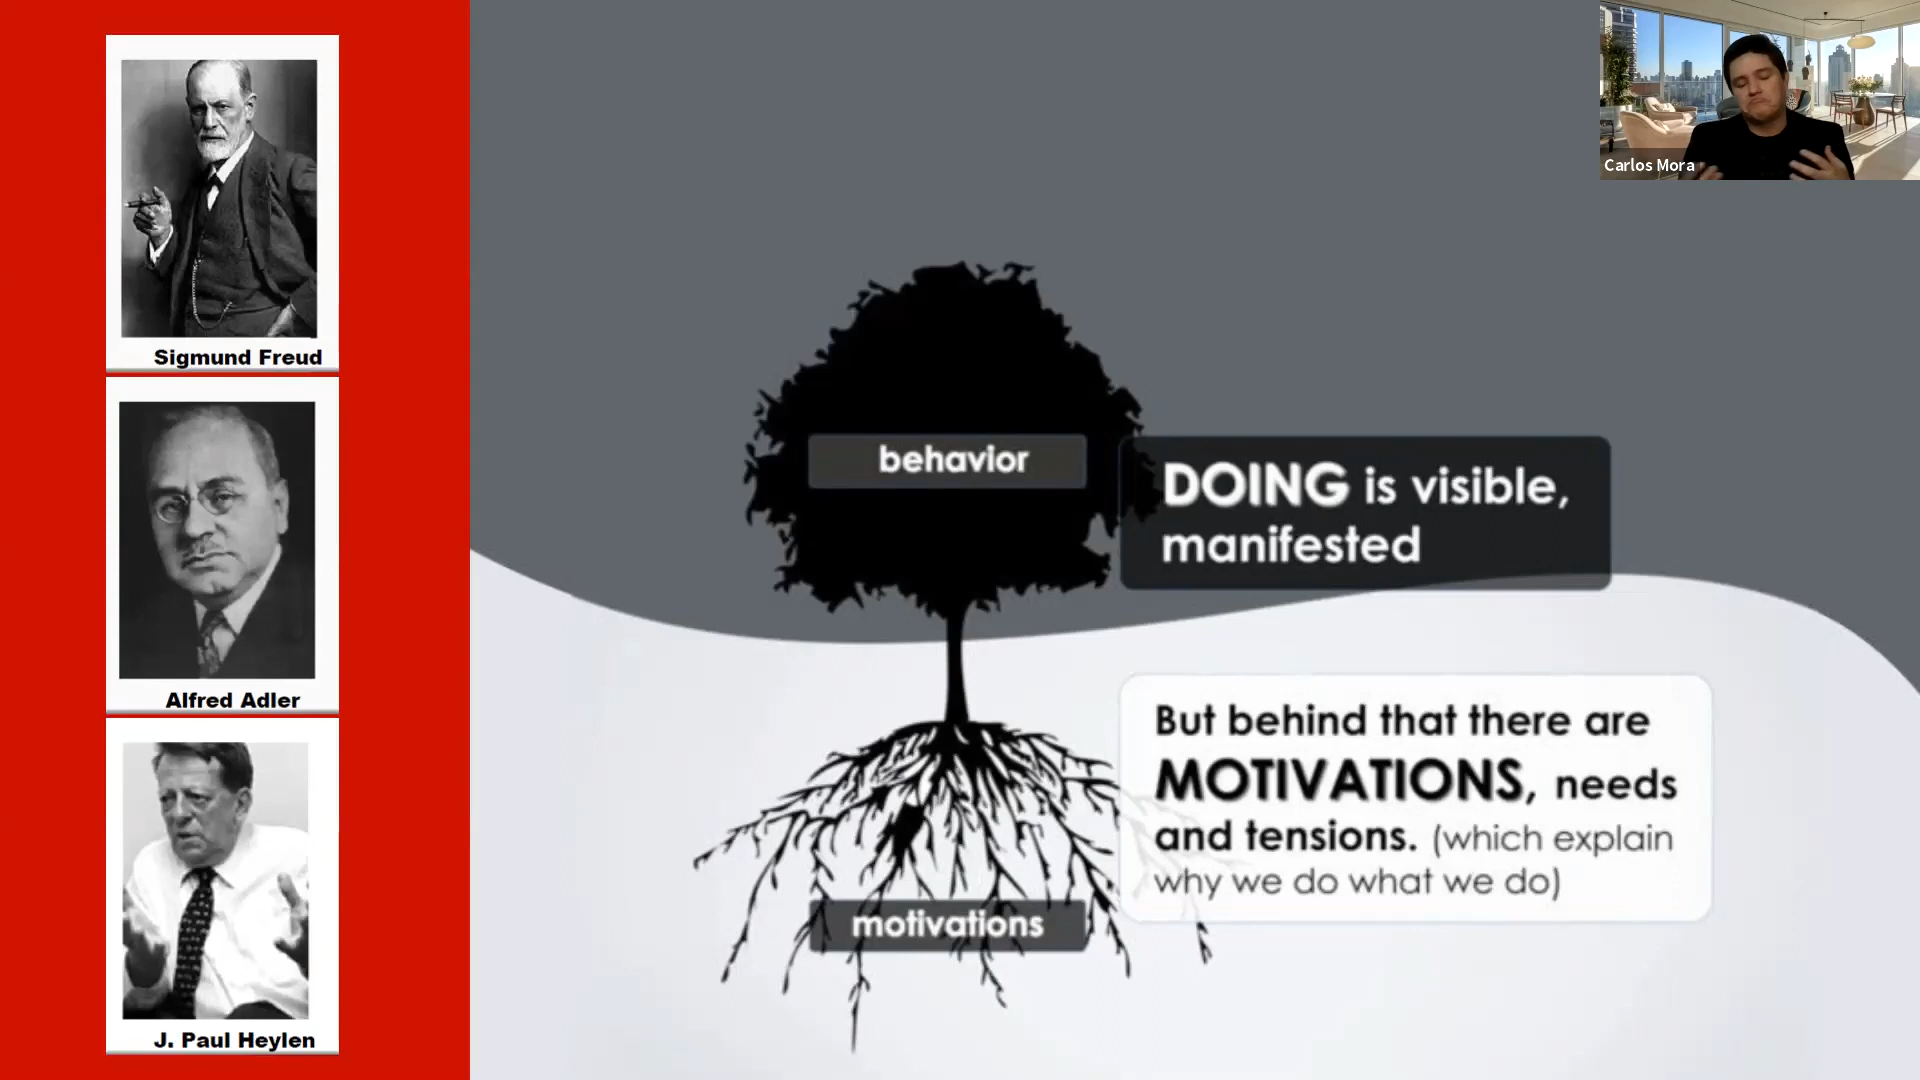 Sigmund Freud
Alfred Adler
J. Paul Heylen
behavior
DOING is visible,
manifested
But behind that there are
MOTIVATIONS, needs
and tensions. (which explain
why we do what we do)
motivations
Carlos Mora